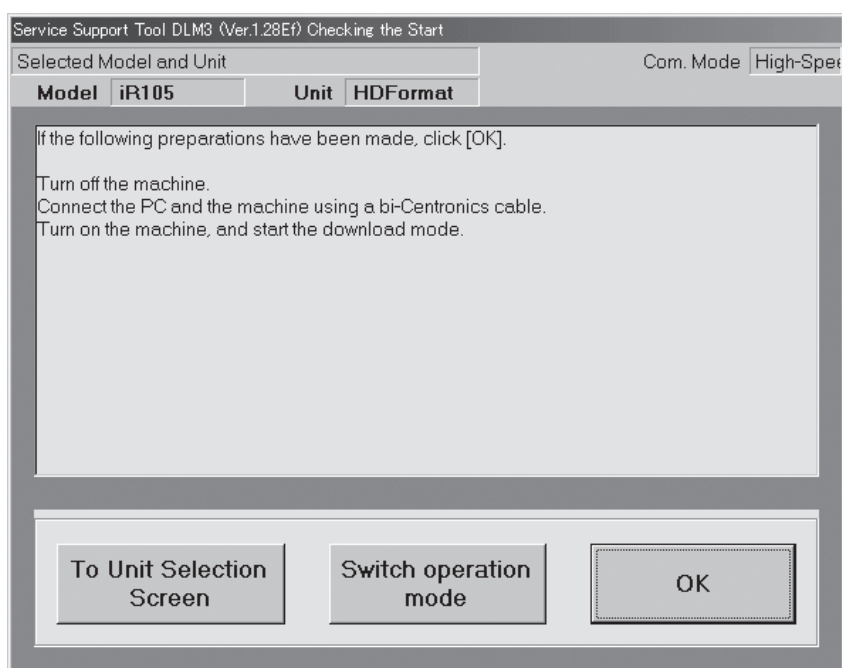 Service Support Tool DLM3 (Ver.1.28Ef) Checking the Start
Selected Model and Unit
Com. Mode High-Spee
Model iR105 Unit HDFormat
If the following preparations have been made, click [OK].
Turn off the machine.
Connect the PC and the machine using a bi-Centronics cable.
Turn on the machine, and start the download mode.
To Unit Selection
Screen
Switch operation
mode
OK